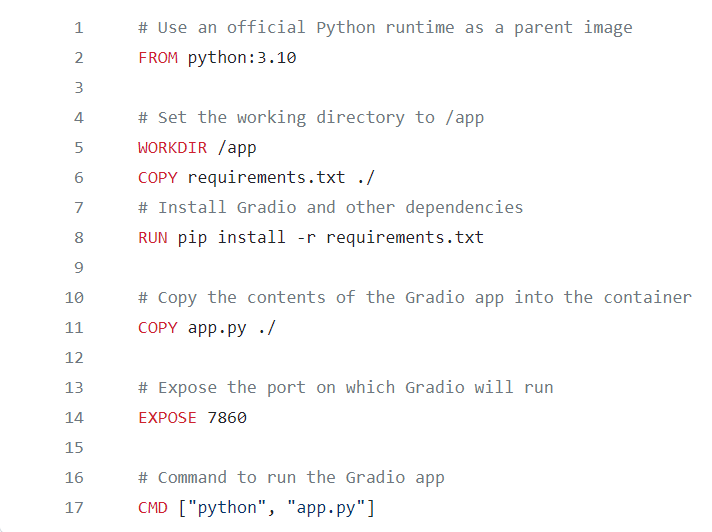 1 # Use an official Python runtime as a parent image
2 FROM python:3.10
3
4 # Set the working directory to /app
5 WORKDIR /app
6 COPY requirements.txt ./
7 # Install Gradio and other dependencies
8 RUN pip install -r requirements.txt
9
10 # Copy the contents of the Gradio app into the container
11 COPY app.py ./
12
13 # Expose the port on which Gradio will run
14 EXPOSE 7860
15
16 # Command to run the Gradio app
17 CMD ["python", "app.py"]